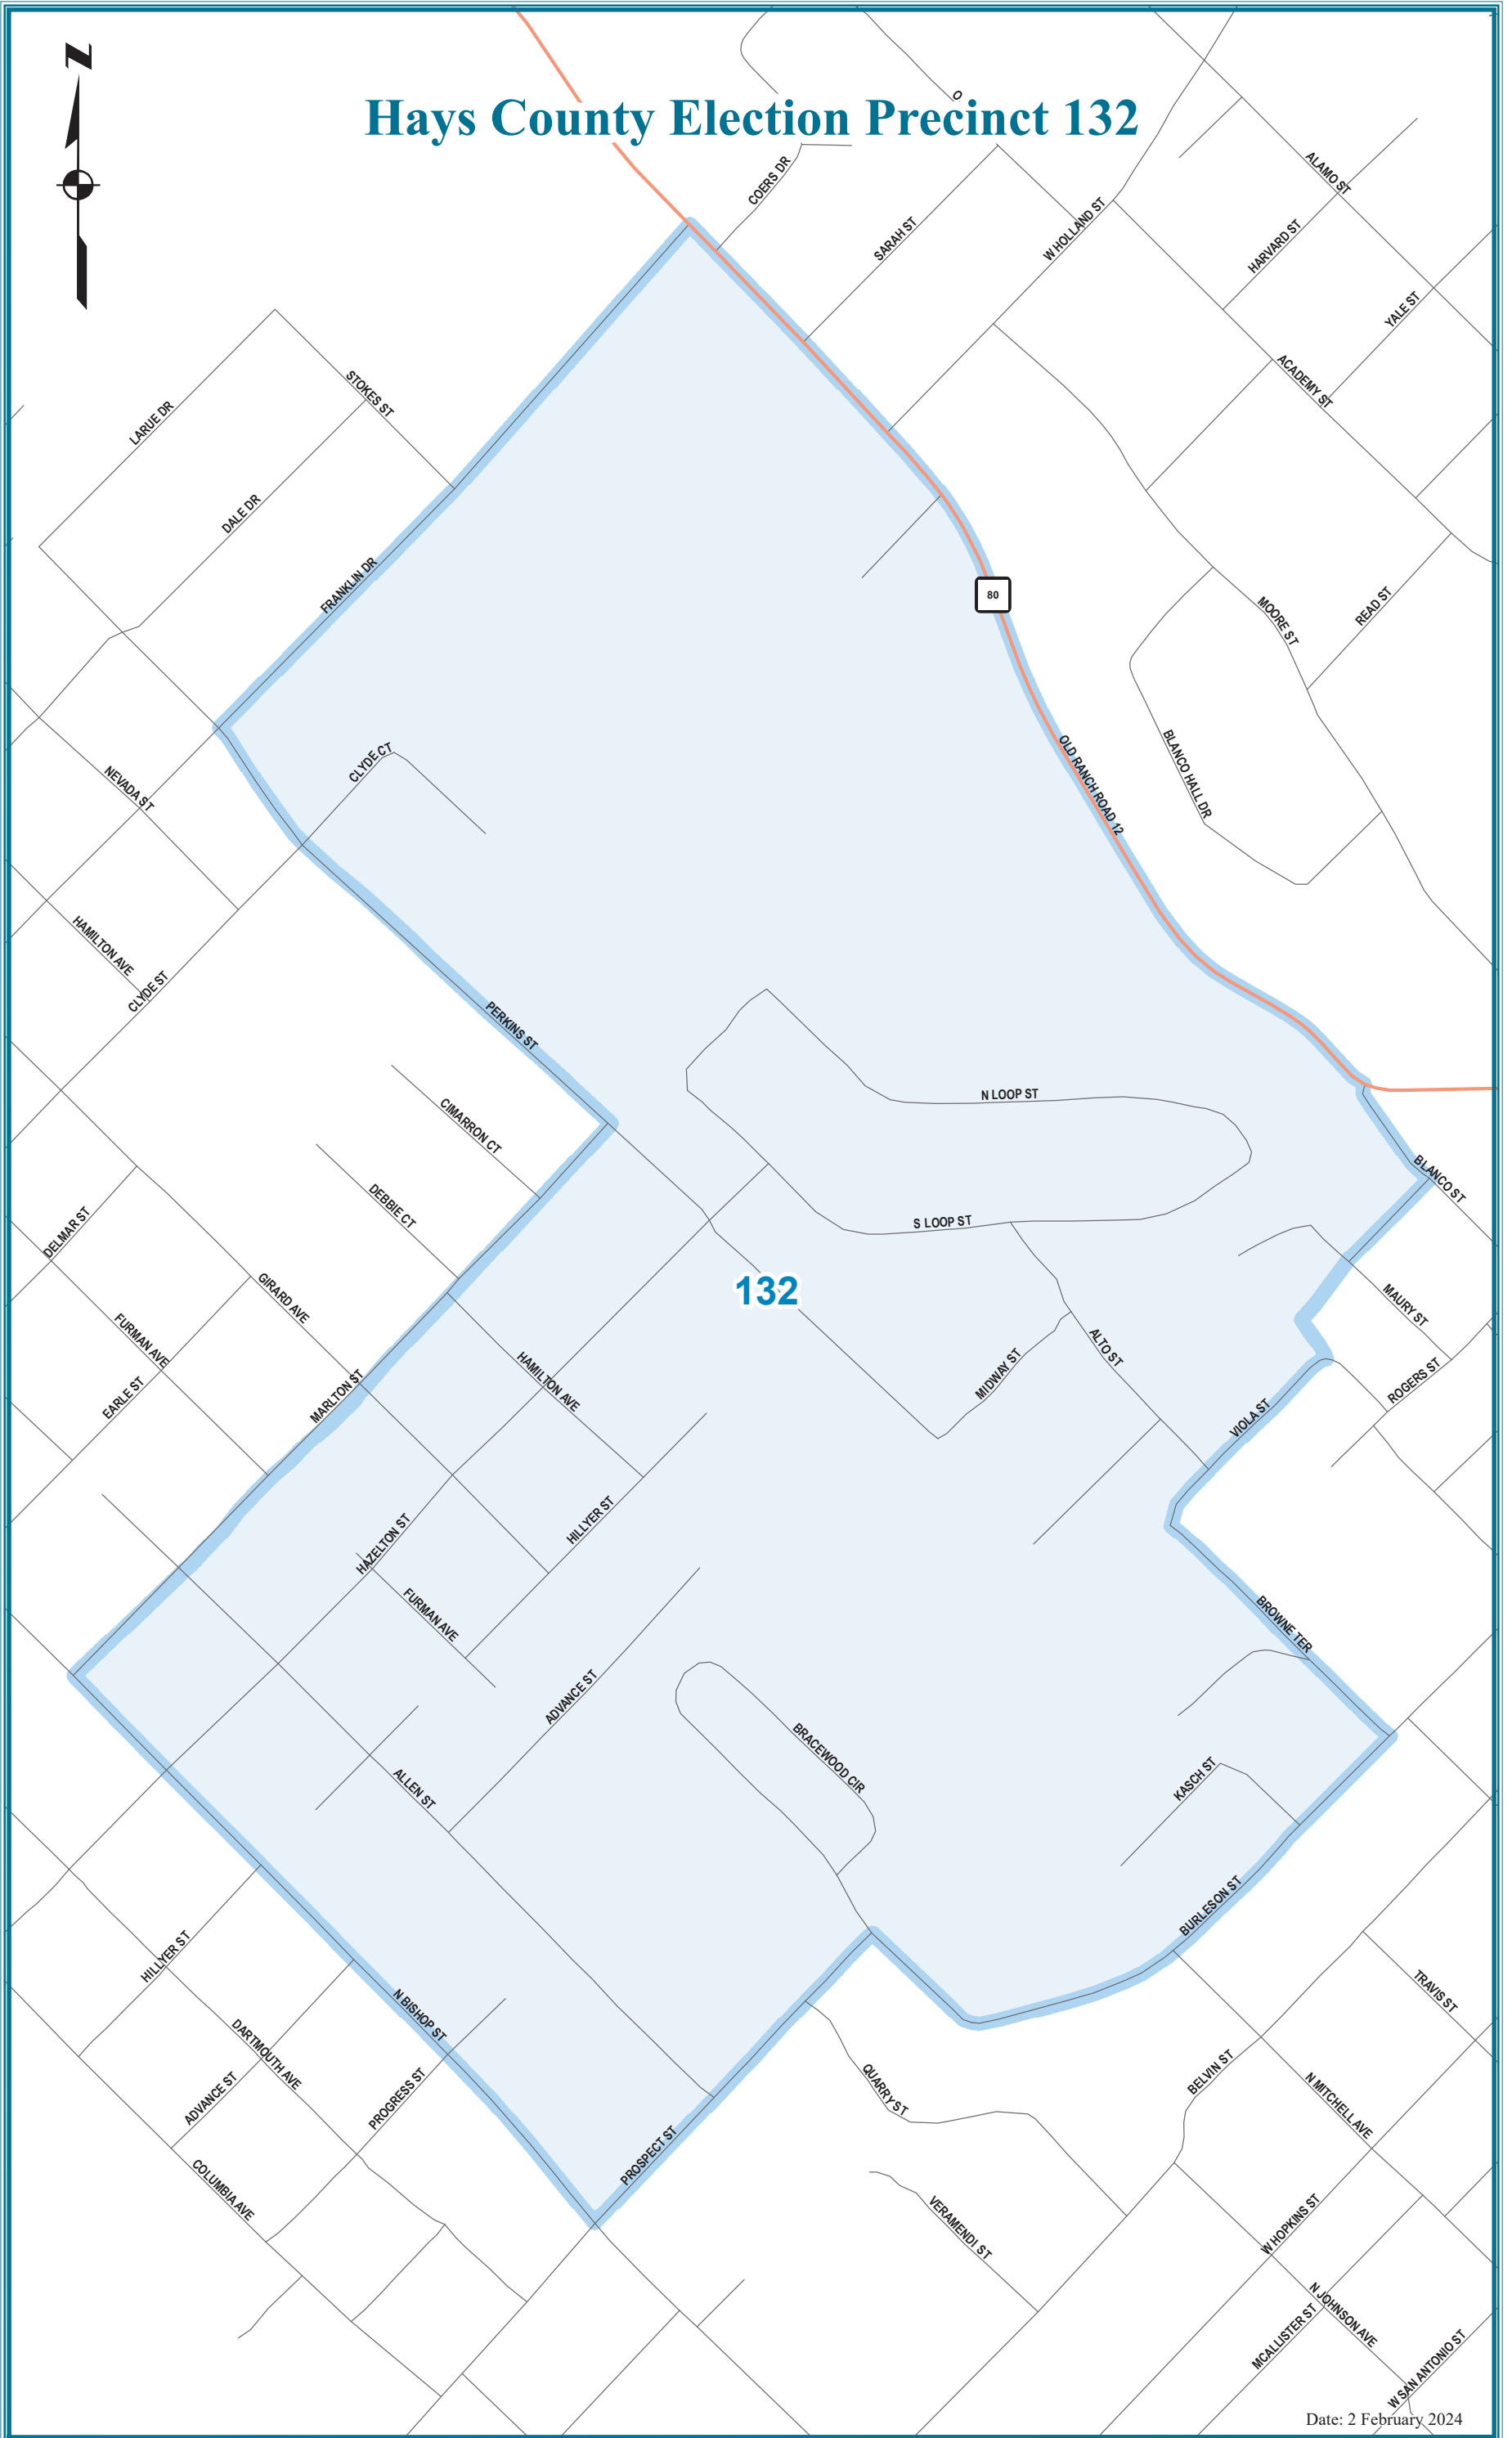 N
Hays County Election Precinct 132
O
COERS DR
SARAH ST
W HOLLAND ST
ALAMO ST
HARVARD ST
YALE ST
ACADEMY ST
STOKES ST
LARUE DR
DALE DR
FRANKLIN DR
80
MOORE ST
READ ST
BLANCO HALL DR
OLD RANCH ROAD 12
CLYDE CT
NEVADA ST
HAMILTON AVE
CLYDE ST
PERKINS ST
N LOOP ST
CIMARRON CT
DEBBIE CT
BLANCO ST
S LOOP ST
DELMAR ST
GIRARD AVE
132
MAURY ST
FURMAN AVE
EARLE ST
MARLTON ST
HAMILTON AVE
MIDWAY ST
ALTO ST
ROGERS ST
VIOLA ST
HAZELTON ST
HILLYER ST
FURMAN AVE
BROWNE TER
ADVANCE ST
BRACEWOOD CIR
ALLEN ST
KASCH ST
BURLESON ST
HILLYER ST
N BISHOP ST
DARTMOUTH AVE
ADVANCE ST
PROGRESS ST
TRAVIS ST
QUARRY ST
BELVIN ST
N MITCHELL AVE
PROSPECT ST
COLUMBIA AVE
VERAMENDI ST
W HOPKINS ST
N JOHNSON AVE
MCALLISTER ST
W SAN ANTONIO ST
Date: 2 February 2024